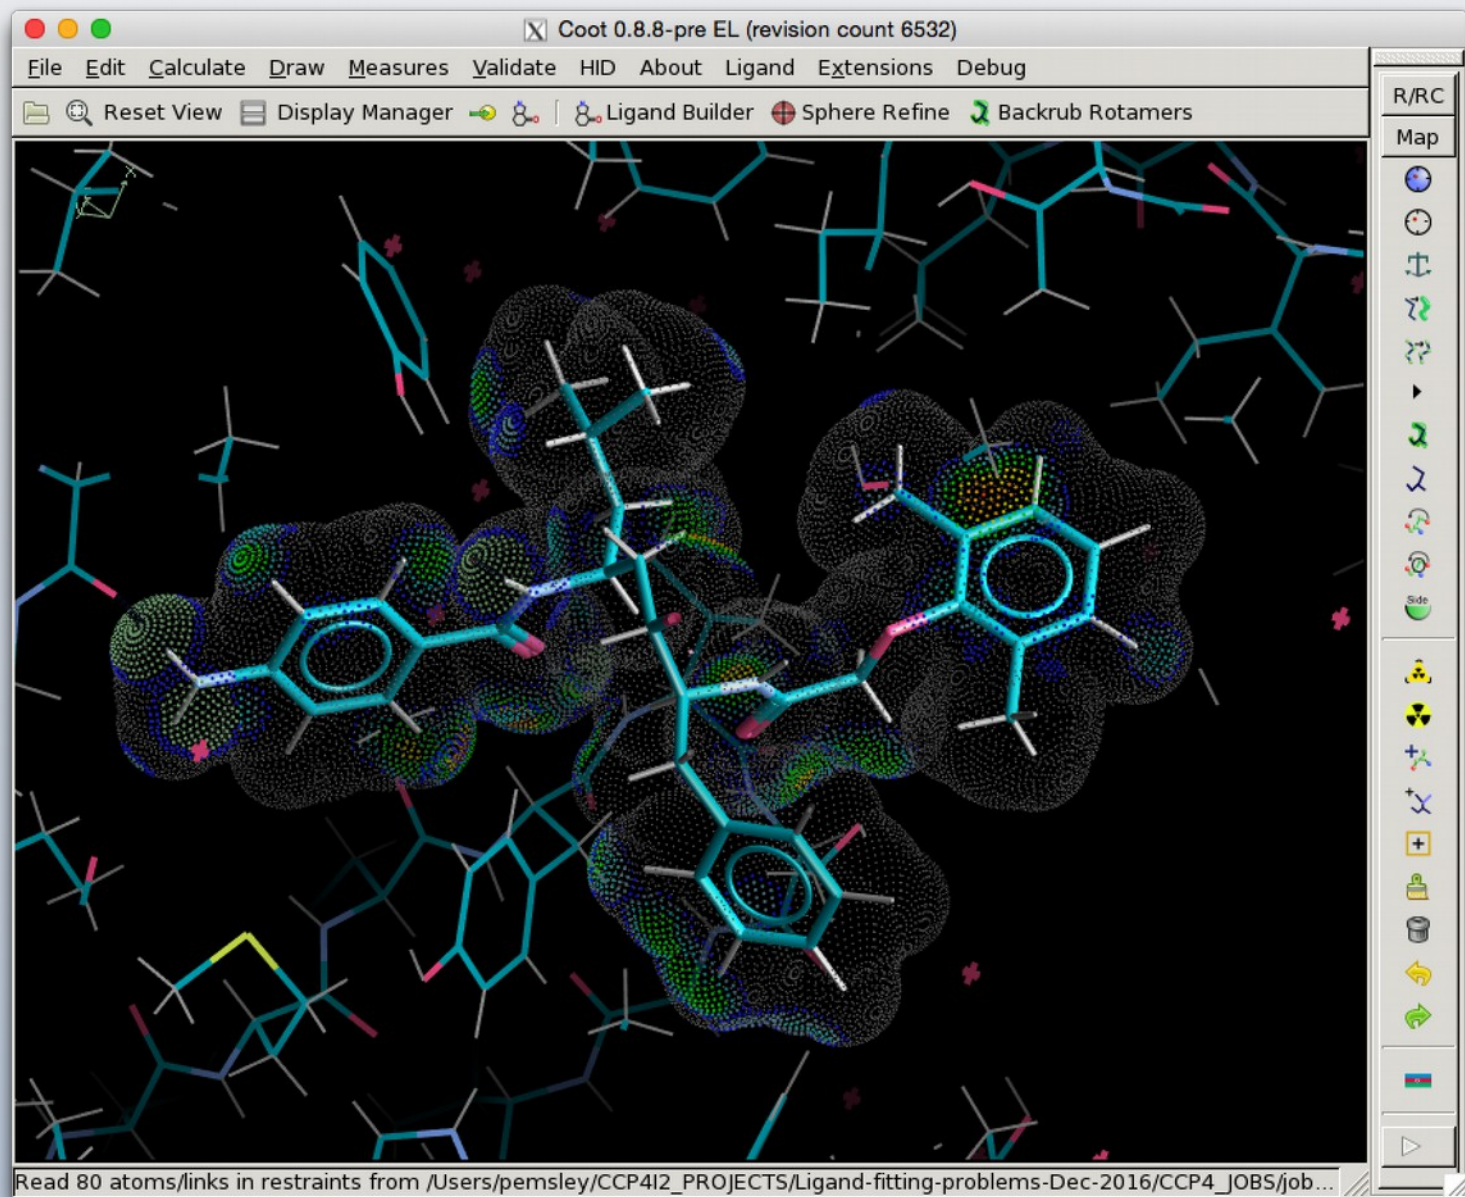 Coot 0.8.8-pre EL (revision count 6532)
File Edit Calculate Draw Measures Validate HID About Ligand Extensions Debug
Reset View Display Manager Ligand Builder Sphere Refine Backrub Rotamers
R/RC
Map
Side
Read 80 atoms/links in restraints from /Users/pemsley/CCP4I2_PROJECTS/Ligand-fitting-problems-Dec-2016/CCP4_JOBS/job...